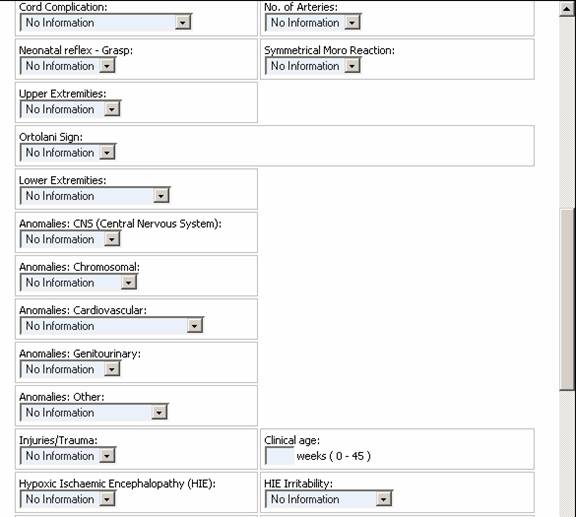 Cord Complication: No. of Arteries:
No Information No Information
Neonatal reflex - Grasp: Symmetrical Moro Reaction:
No Information No Information
Upper Extremities:
No Information
Ortolani Sign:
No Information
Lower Extremities:
No Information
Anomalies: CNS (Central Nervous System):
No Information
Anomalies: Chromosomal:
No Information
Anomalies: Cardiovascular:
No Information
Anomalies: Genitourinary:
No Information
Anomalies: Other:
No Information
Injuries/Trauma: Clinical age:
No Information weeks ( 0 - 45 )
Hypoxic Ischaemic Encephalopathy (HIE): HIE Irritability:
No Information No Information